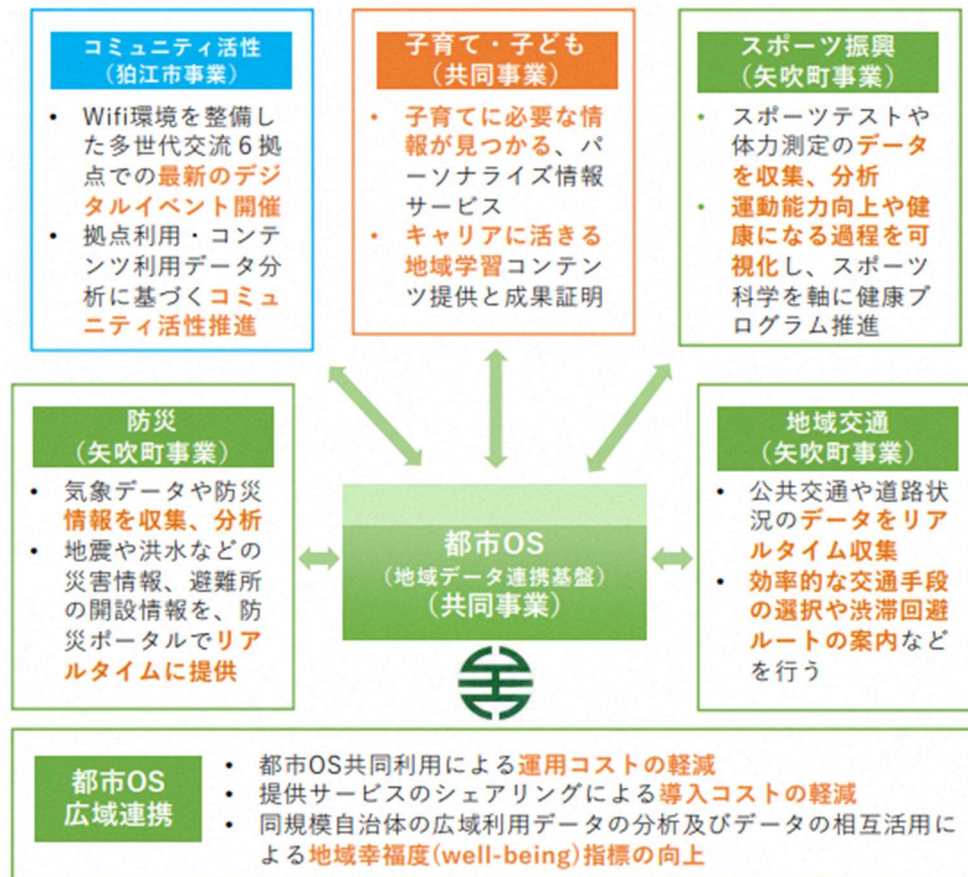 コミュニティ活性
(狛江市事業)
• Wifi環境を整備し
た多世代交流６拠
点での最新のデジ
タルイベント開催
• 拠点利用・コンテ
ンツ利用データ分
析に基づくコミュ
ニティ活性推進
子育て・子ども
(共同事業)
• 子育てに必要な情
報が見つかる、パ
ーソナライズ情報
サービス
• キャリアに活きる
地域学習コンテン
ツ提供と成果証明
スポーツ振興
(矢吹町事業)
• スポーツテストや
体力測定のデータ
を収集、分析
• 運動能力向上や健
康になる過程を可
視化し、スポーツ
科学を軸に健康プ
ログラム推進
防災
(矢吹町事業)
• 気象データや防災
情報を収集、分析
• 地震や洪水などの
災害情報、避難所
の開設情報を、防
災ポータルでリア
ルタイムに提供
都市OS
(地域データ連携基盤)
(共同事業)
地域交通
(矢吹町事業)
• 公共交通や道路状
況のデータをリア
ルタイム収集
• 効率的な交通手段
の選択や渋滞回避
ルートの案内など
を行う
都市OS
広域連携
• 都市OS共同利用による運用コストの軽減
• 提供サービスのシェアリングによる導入コストの軽減
• 同規模自治体の広域利用データの分析及びデータの相互活用に
よる地域幸福度(well-being)指標の向上